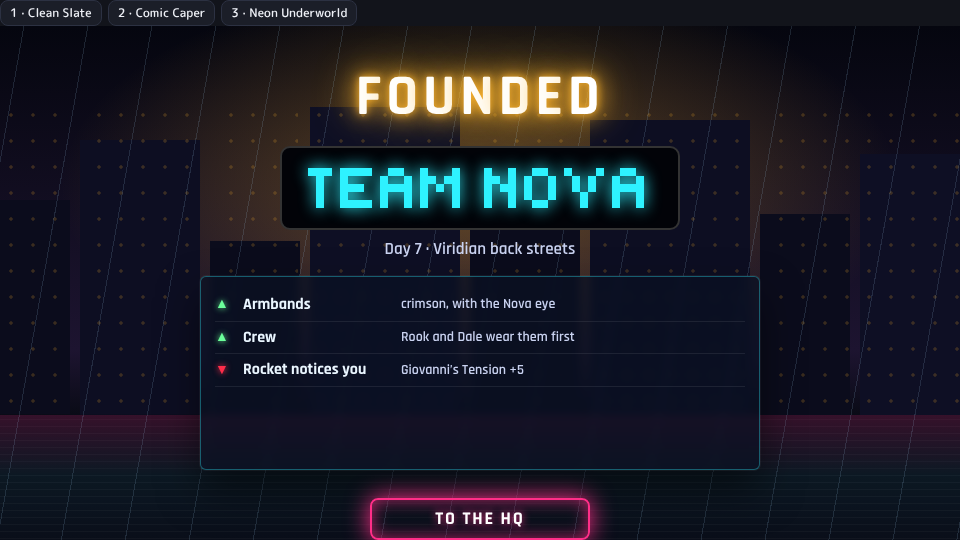 1 · Clean Slate
2 · Comic Caper
3 · Neon Underworld
FOUNDED
TEAM NOVA
Day 7 · Viridian back streets
▲ Armbands crimson, with the Nova eye
▲ Crew Rook and Dale wear them first
▼ Rocket notices you Giovanni's Tension +5
TO THE HQ